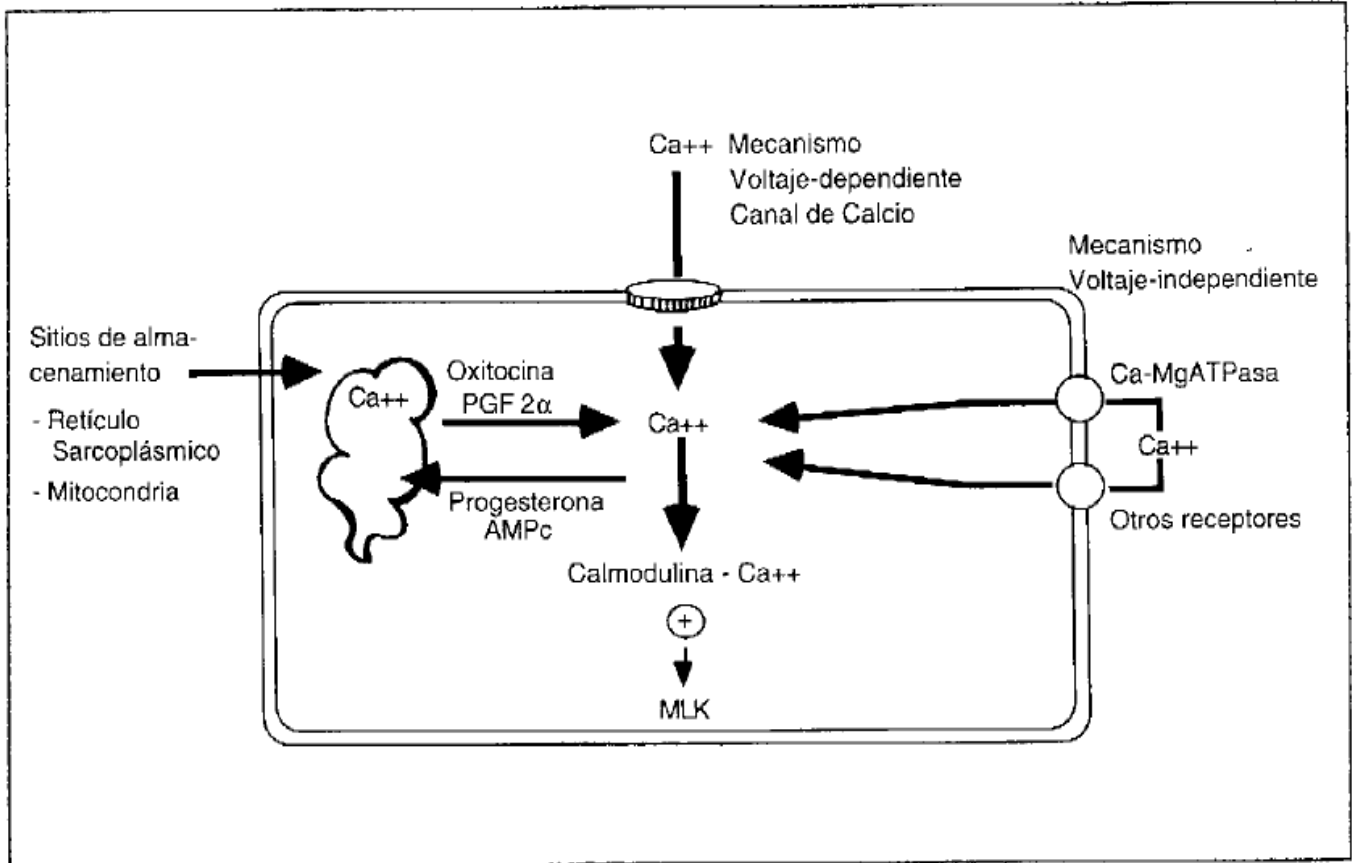 Ca++ Mecanismo
Voltaje-dependiente
Canal de Calcio
Mecanismo
Voltaje-independiente
Sitios de alma-
cenamiento
- Retículo
Sarcoplásmico
- Mitocondria
Ca++
Oxitocina
PGF 2α
Progesterona
AMPc
Ca++
Ca-MgATPasa
Ca++
Otros receptores
Calmodulina - Ca++
+
MLK